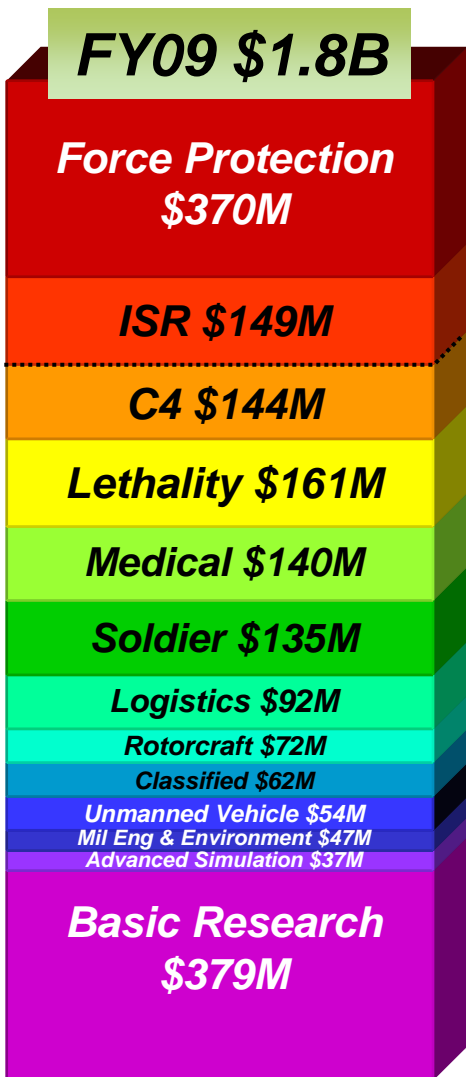 FY09 $1.8B
Force Protection
$370M
ISR $149M
C4 $144M
Lethality $161M
Medical $140M
Soldier $135M
Logistics $92M
Rotorcraft $72M
Classified $62M
Unmanned Vehicle $54M
Mil Eng & Environment $47M
Advanced Simulation $37M
Basic Research
$379M